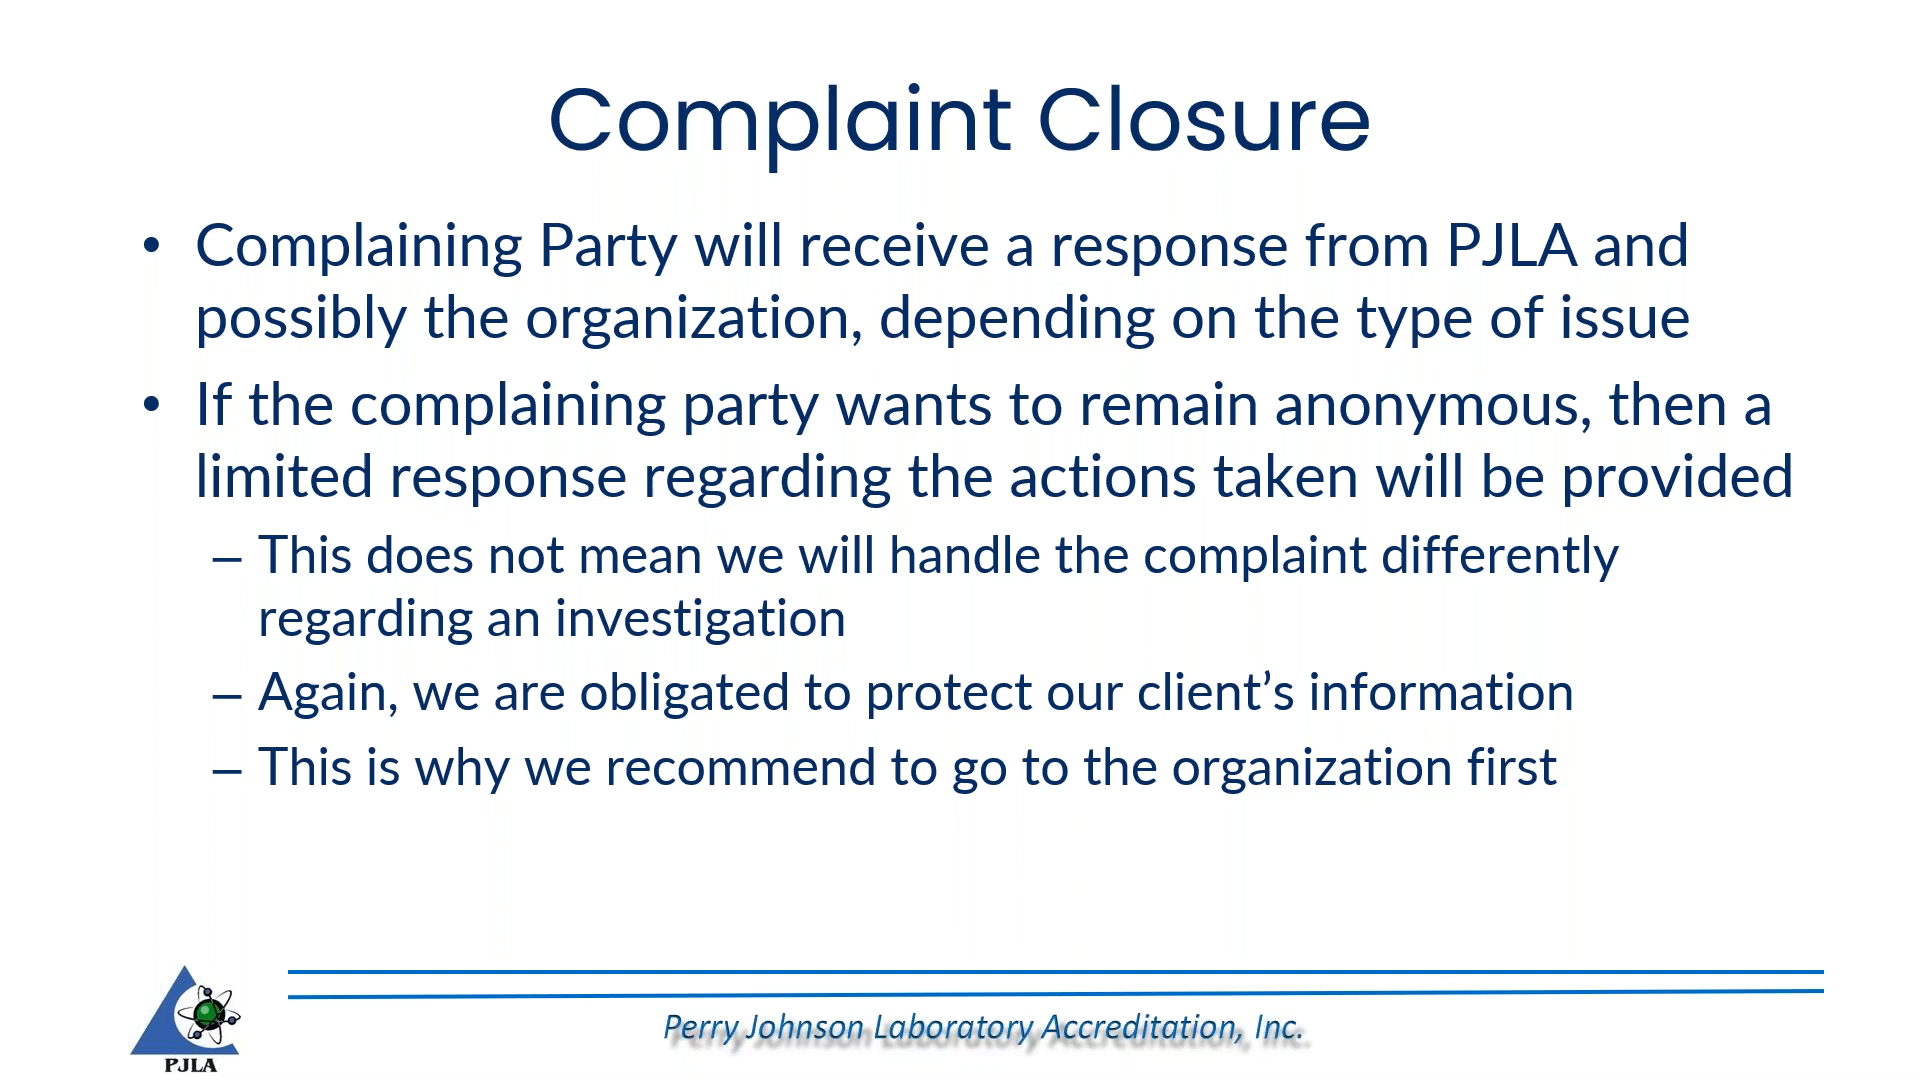 Complaint Closure
• Complaining Party will receive a response from PJLA and
possibly the organization, depending on the type of issue
• If the complaining party wants to remain anonymous, then a
limited response regarding the actions taken will be provided
– This does not mean we will handle the complaint differently
regarding an investigation
– Again, we are obligated to protect our client’s information
– This is why we recommend to go to the organization first
Perry Johnson Laboratory Accreditation, Inc.
PJLA